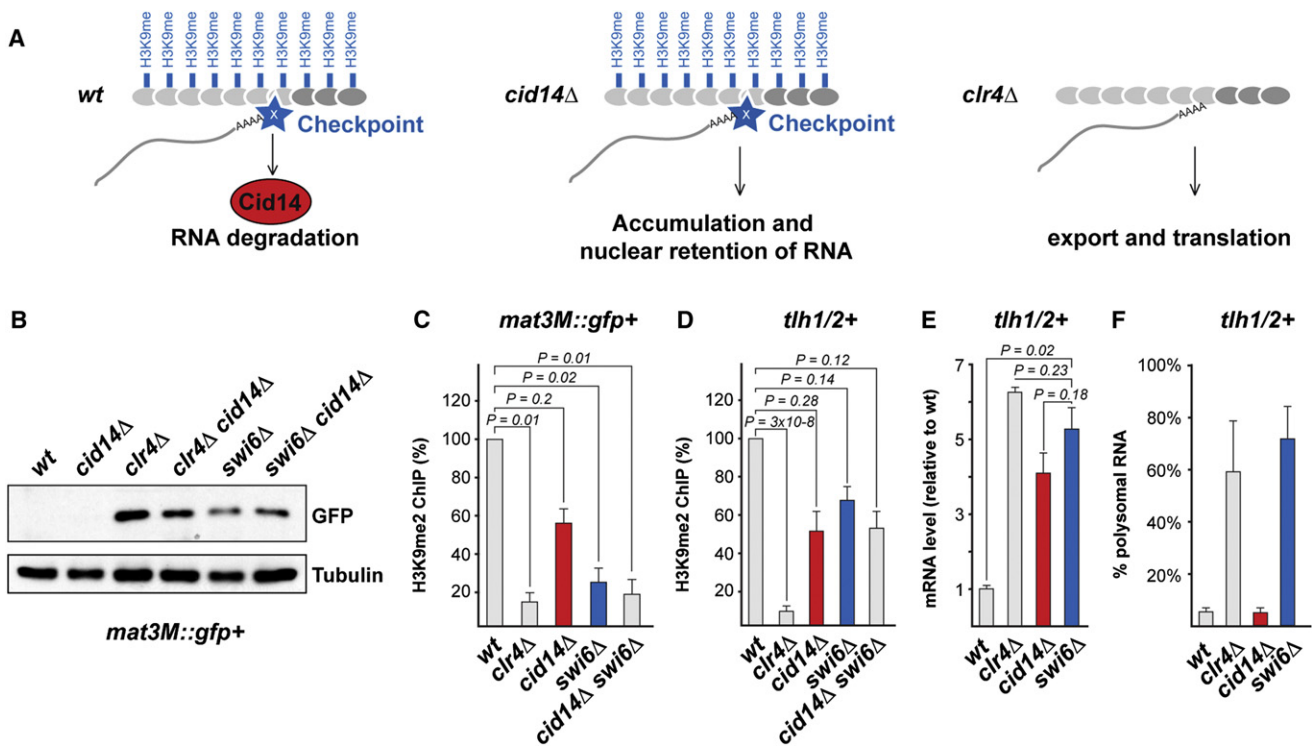 A
wt
H3K9me H3K9me H3K9me H3K9me H3K9me H3K9me H3K9me H3K9me H3K9me H3K9me
AAAA X Checkpoint
Cid14
RNA degradation
cid14Δ
H3K9me H3K9me H3K9me H3K9me H3K9me H3K9me H3K9me H3K9me H3K9me H3K9me
AAAA X Checkpoint
Accumulation and
nuclear retention of RNA
clr4Δ
AAAA
export and translation
B
wt
cid14Δ
clr4Δ
clr4Δ cid14Δ
swi6Δ
swi6Δ cid14Δ
GFP
Tubulin
mat3M::gfp+
C
mat3M::gfp+
P = 0.01
P = 0.02
P = 0.2
P = 0.01
H3K9me2 ChIP (%)
120
100
80
60
40
20
wt
clr4Δ
cid14Δ
swi6Δ
cid14Δ swi6Δ
D
tlh1/2+
P = 0.12
P = 0.14
P = 0.28
P = 3x10-8
H3K9me2 ChIP (%)
120
100
80
60
40
20
wt
clr4Δ
cid14Δ
swi6Δ
cid14Δ swi6Δ
E
tlh1/2+
P = 0.02
P = 0.23
P = 0.18
mRNA level (relative to wt)
7
6
5
7
1
wt
clr4Δ
cid14Δ
swi6Δ
F
tlh1/2+
% polysomal RNA
100%
80%
60%
40%
20%
wt
clr4Δ
cid14Δ
swi6Δ